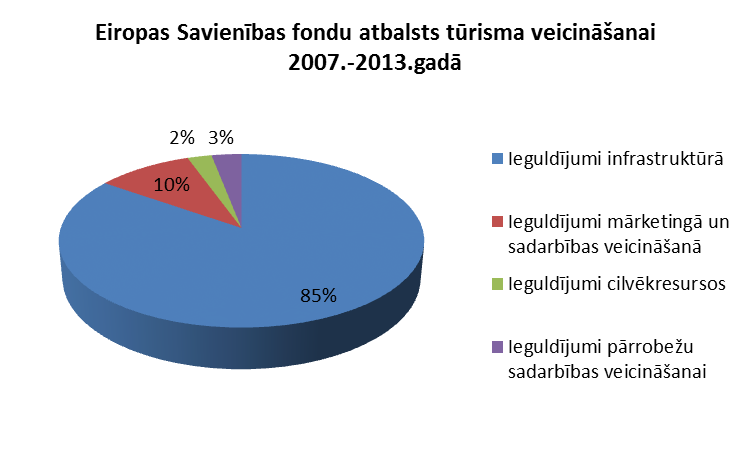 Eiropas Savienības fondu atbalsts tūrisma veicināšanai
2007.-2013.gadā
2%
3%
10%
85%
Ieguldījumi infrastruktūrā
Ieguldījumi mārketingā un
sadarbības veicināšanā
Ieguldījumi cilvēkresursos
Ieguldījumi pārrobežu
sadarbības veicināšanai